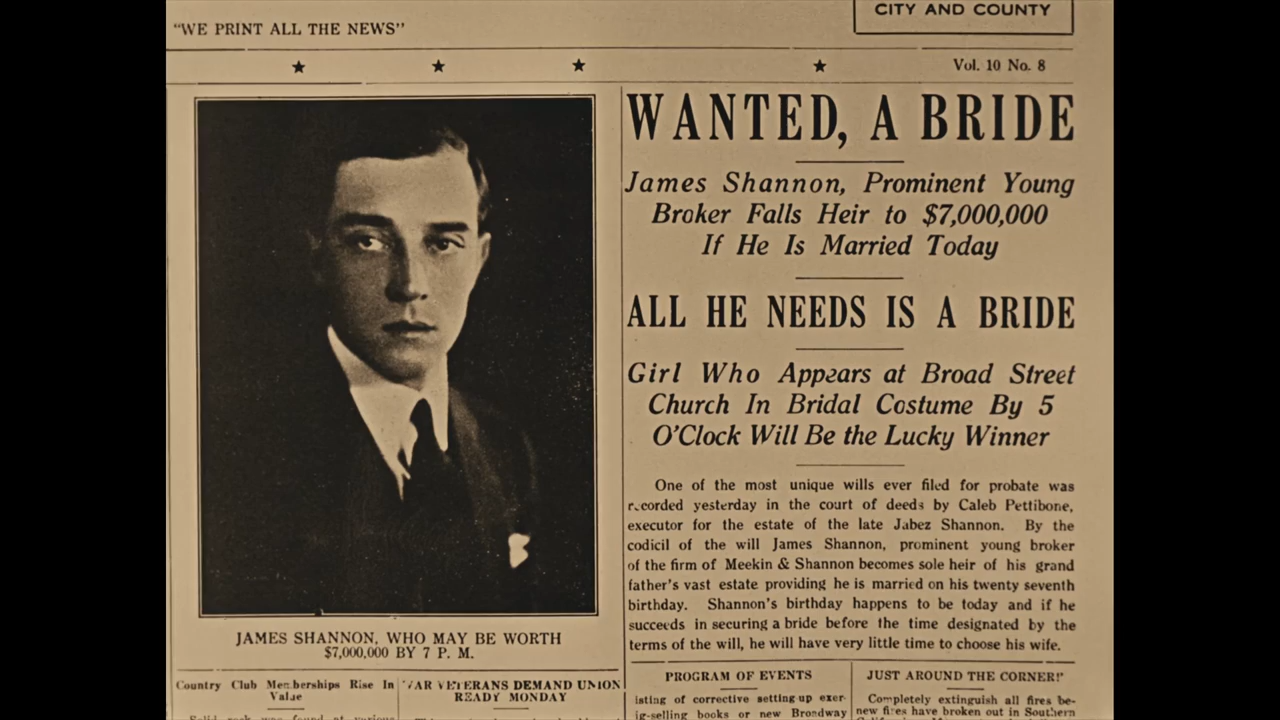 CITY AND COUNTY
"WE PRINT ALL THE NEWS"
Vol. 10 No. 8
WANTED, A BRIDE
James Shannon, Prominent Young
Broker Falls Heir to $7,000,000
If He Is Married Today
ALL HE NEEDS IS A BRIDE
Girl Who Appears at Broad Street
Church In Bridal Costume By 5
O'Clock Will Be the Lucky Winner
One of the most unique wills ever filed for probate was
recorded yesterday in the court of deeds by Caleb Pettibone,
executor for the estate of the late Jabez Shannon. By the
codicil of the will James Shannon, prominent young broker
of the firm of Meekin & Shannon becomes sole heir of his grand
father's vast estate providing he is married on his twenty seventh
birthday. Shannon's birthday happens to be today and if he
succeeds in securing a bride before the time designated by the
terms of the will, he will have very little time to choose his wife.
JAMES SHANNON, WHO MAY BE WORTH
$7,000,000 BY 7 P. M.
Country Club Memberships Rise In
Value
WAR VETERANS DEMAND UNION
READY MONDAY
PROGRAM OF EVENTS
isting of corrective setting up exer-
ig-selling books or new Broadway
JUST AROUND THE CORNER!'
Completely extinguish all fires be-
new fires have broken out in Southern